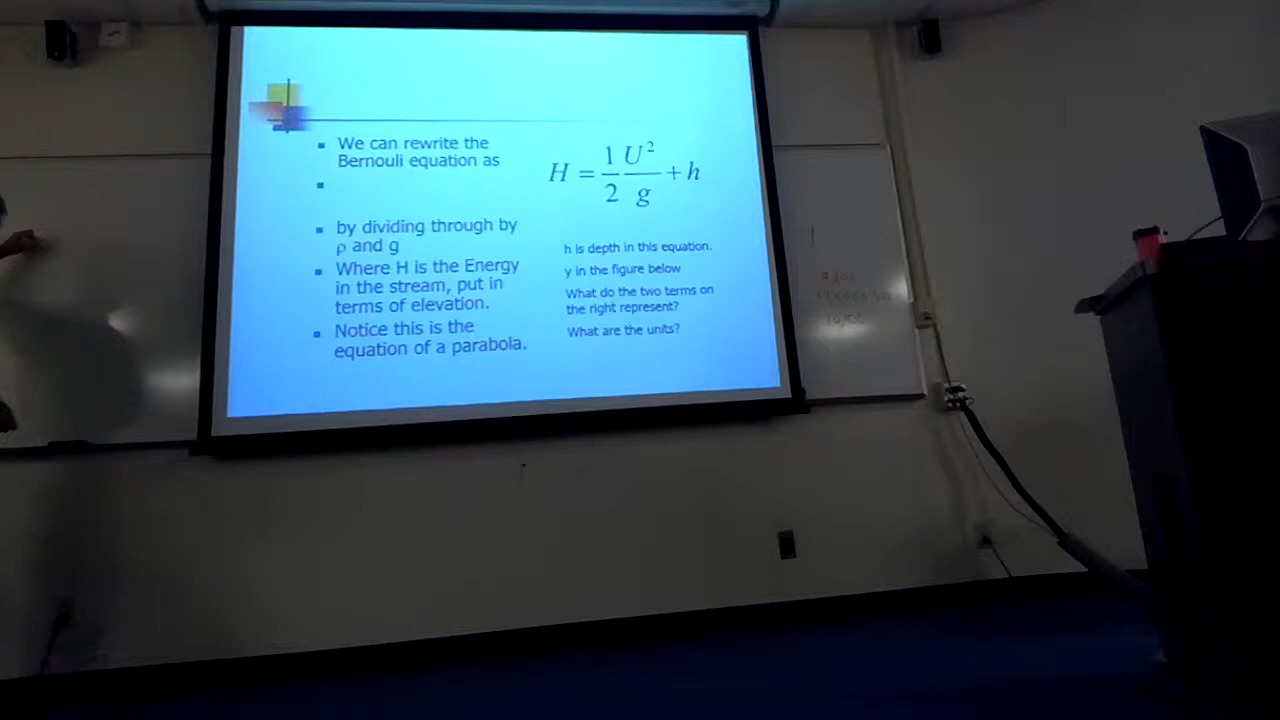 We can rewrite the
Bernouli equation as
H = 1/2 U²/g + h
by dividing through by
ρ and g
Where H is the Energy
in the stream, put in
terms of elevation.
Notice this is the
equation of a parabola.
h is depth in this equation.
y in the figure below
What do the two terms on
the right represent?
What are the units?